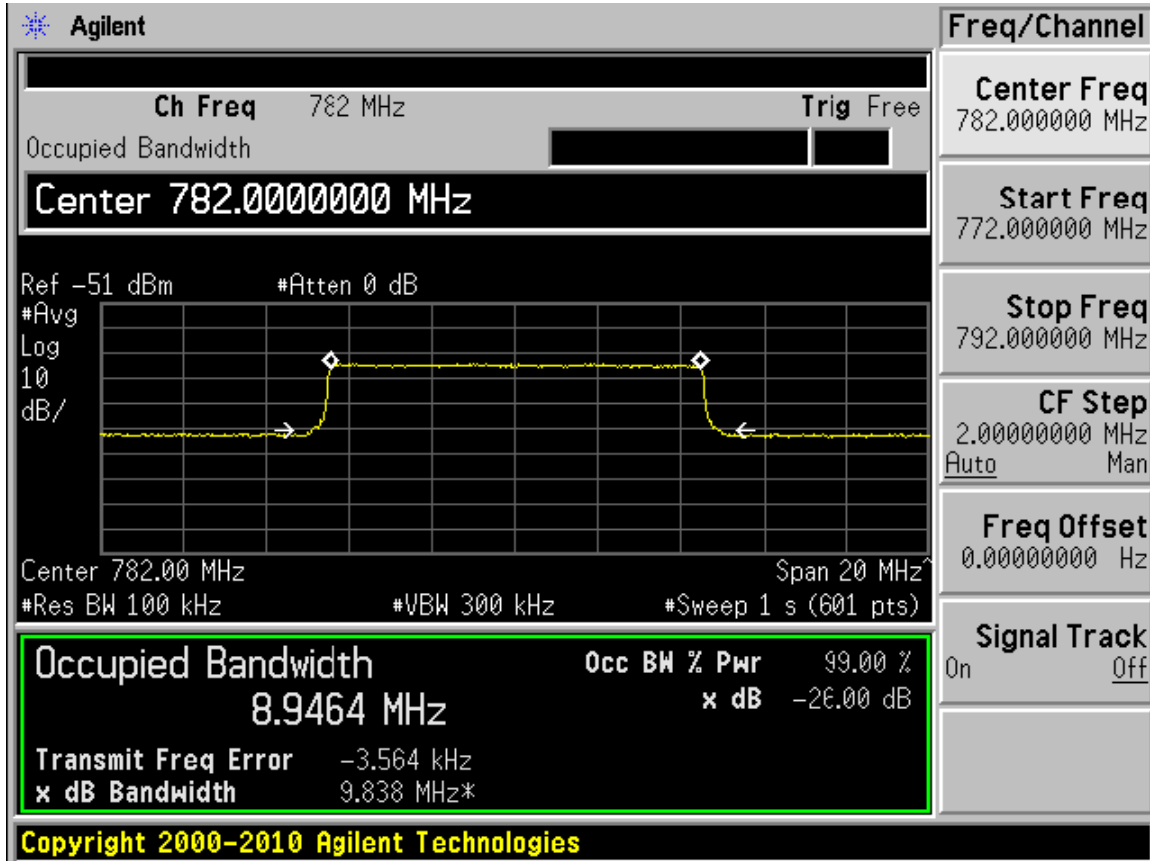 Agilent
Freq/Channel
Ch Freq 782 MHz Trig Free
Occupied Bandwidth
Center 782.0000000 MHz
Ref -51 dBm #Atten 0 dB
#Avg
Log
10
dB/
Center 782.00 MHz Span 20 MHz^
#Res BW 100 kHz #VBW 300 kHz #Sweep 1 s (601 pts)
Occupied Bandwidth
8.9464 MHz
Occ BW % Pwr 99.00 %
x dB -26.00 dB
Transmit Freq Error -3.564 kHz
x dB Bandwidth 9.838 MHz*
Copyright 2000-2010 Agilent Technologies
Center Freq
782.000000 MHz
Start Freq
772.000000 MHz
Stop Freq
792.000000 MHz
CF Step
2.00000000 MHz
Auto Man
Freq Offset
0.00000000 Hz
Signal Track
On Off